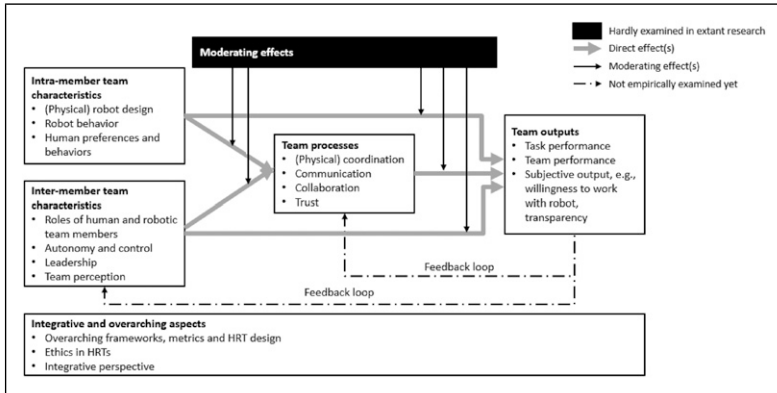 Moderating effects
Hardly examined in extant research
Direct effect(s)
Moderating effect(s)
Not empirically examined yet
Intra-member team
characteristics
• (Physical) robot design
• Robot behavior
• Human preferences and
behaviors
Inter-member team
characteristics
• Roles of human and robotic
team members
• Autonomy and control
• Leadership
• Team perception
Team processes
• (Physical) coordination
• Communication
• Collaboration
• Trust
Team outputs
• Task performance
• Team performance
• Subjective output, e.g.,
willingness to work
with robot,
transparency
Feedback loop
Feedback loop
Integrative and overarching aspects
• Overarching frameworks, metrics and HRT design
• Ethics in HRTs
• Integrative perspective